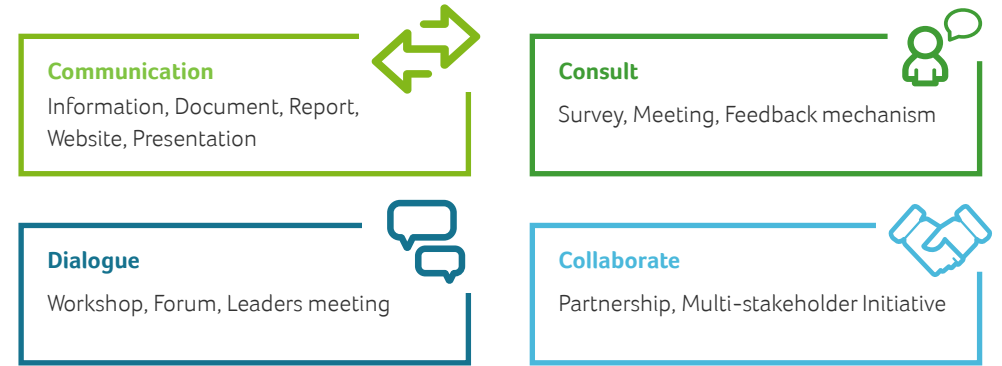 Communication
Information, Document, Report,
Website, Presentation
Consult
Survey, Meeting, Feedback mechanism
Dialogue
Workshop, Forum, Leaders meeting
Collaborate
Partnership, Multi-stakeholder Initiative